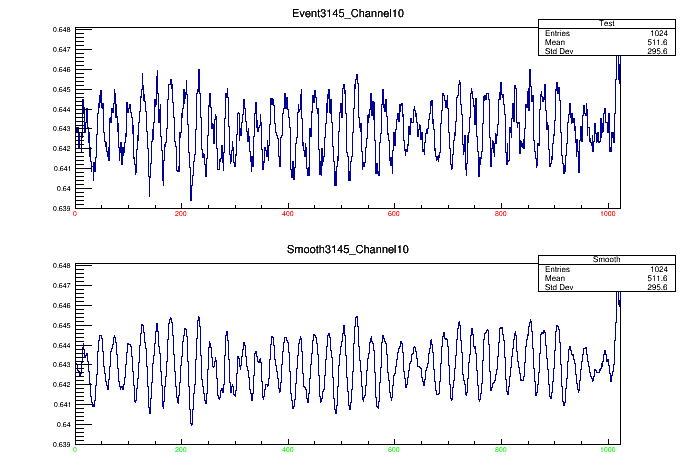 Event3145_Channel10
Test
Entries 1024
Mean 511.6
Std Dev 295.6
0.648
0.647
0.646
0.645
0.644
0.643
0.642
0.641
0.64
0.639
0 200 400 600 800 1000
Smooth3145_Channel10
Smooth
Entries 1024
Mean 511.6
Std Dev 295.6
0.648
0.647
0.646
0.645
0.644
0.643
0.642
0.641
0.64
0.639
0 200 400 600 800 1000